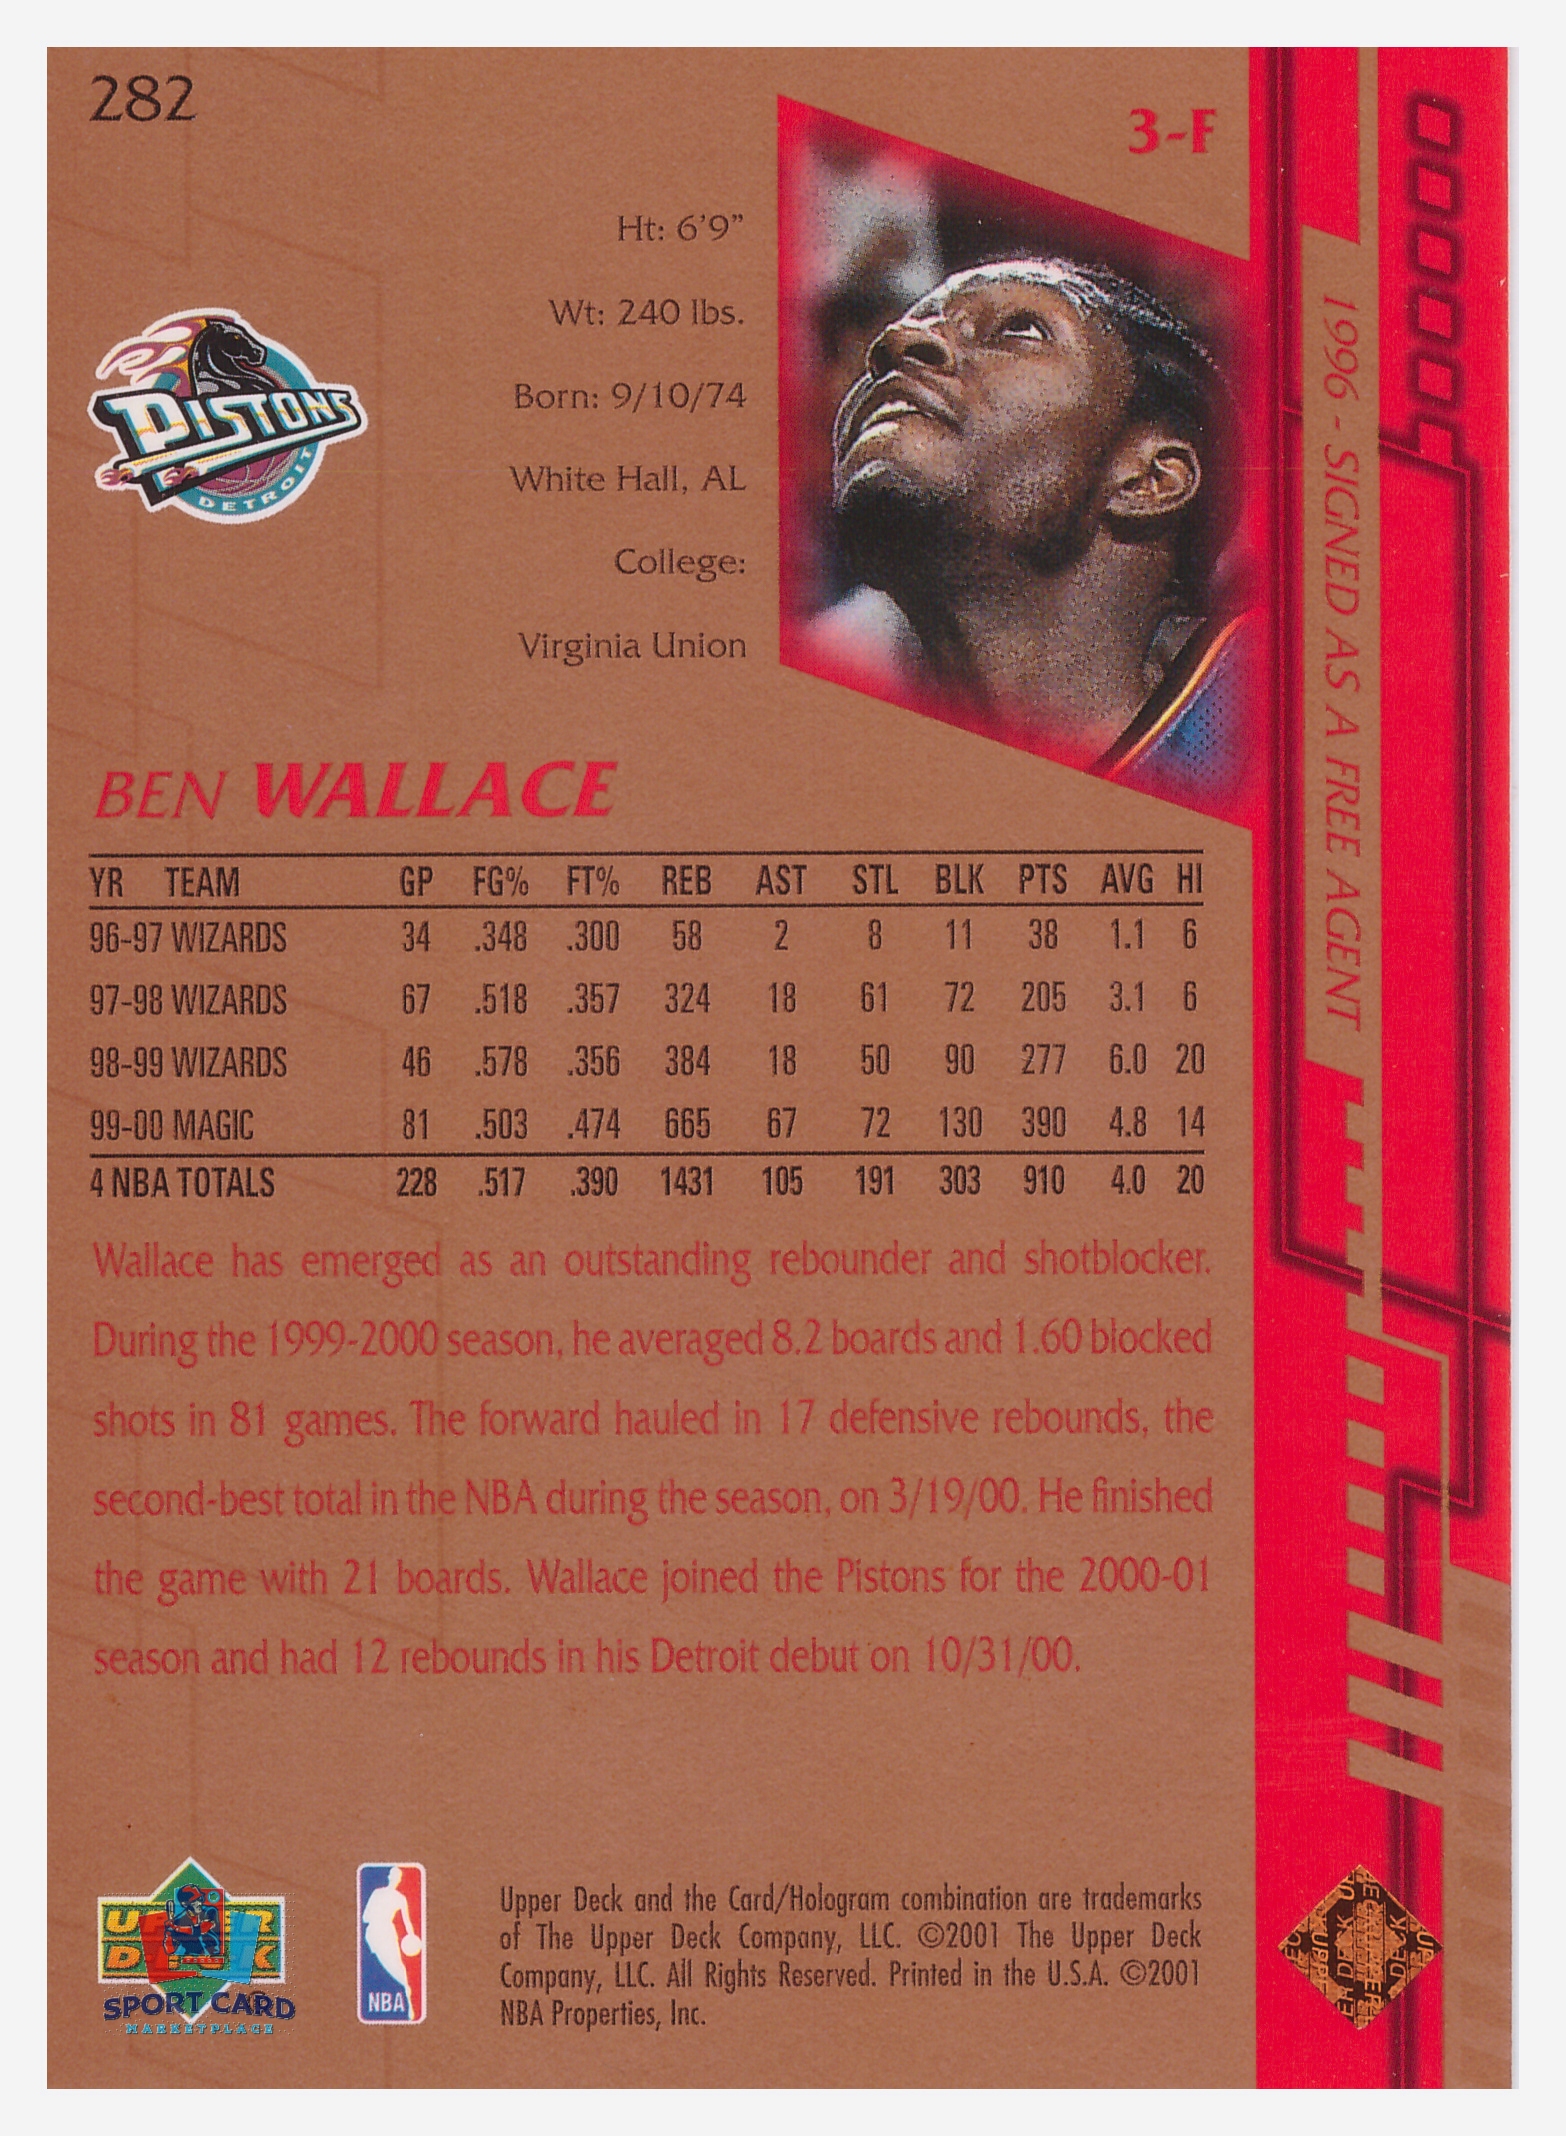 282
3-F
Ht: 6'9"
Wt: 240 lbs.
Born: 9/10/74
White Hall, AL
College:
Virginia Union
PISTONS
DETROIT
1996 - SIGNED AS A FREE AGENT
BEN WALLACE
YR TEAM GP FG% FT% REB AST STL BLK PTS AVG HI
96-97 WIZARDS 34 .348 .300 58 2 8 11 38 1.1 6
97-98 WIZARDS 67 .518 .357 324 18 61 72 205 3.1 6
98-99 WIZARDS 46 .578 .356 384 18 50 90 277 6.0 20
99-00 MAGIC 81 .503 .474 665 67 72 130 390 4.8 14
4 NBA TOTALS 228 .517 .390 1431 105 191 303 910 4.0 20
Wallace has emerged as an outstanding rebounder and shotblocker.
During the 1999-2000 season, he averaged 8.2 boards and 1.60 blocked
shots in 81 games. The forward hauled in 17 defensive rebounds, the
second-best total in the NBA during the season, on 3/19/00. He finished
the game with 21 boards. Wallace joined the Pistons for the 2000-01
season and had 12 rebounds in his Detroit debut on 10/31/00.
UPPER
DECK
SPORT CARD
MARKETPLACE
NBA
Upper Deck and the Card/Hologram combination are trademarks
of The Upper Deck Company, LLC. ©2001 The Upper Deck
Company, LLC. All Rights Reserved. Printed in the U.S.A. ©2001
NBA Properties, Inc.